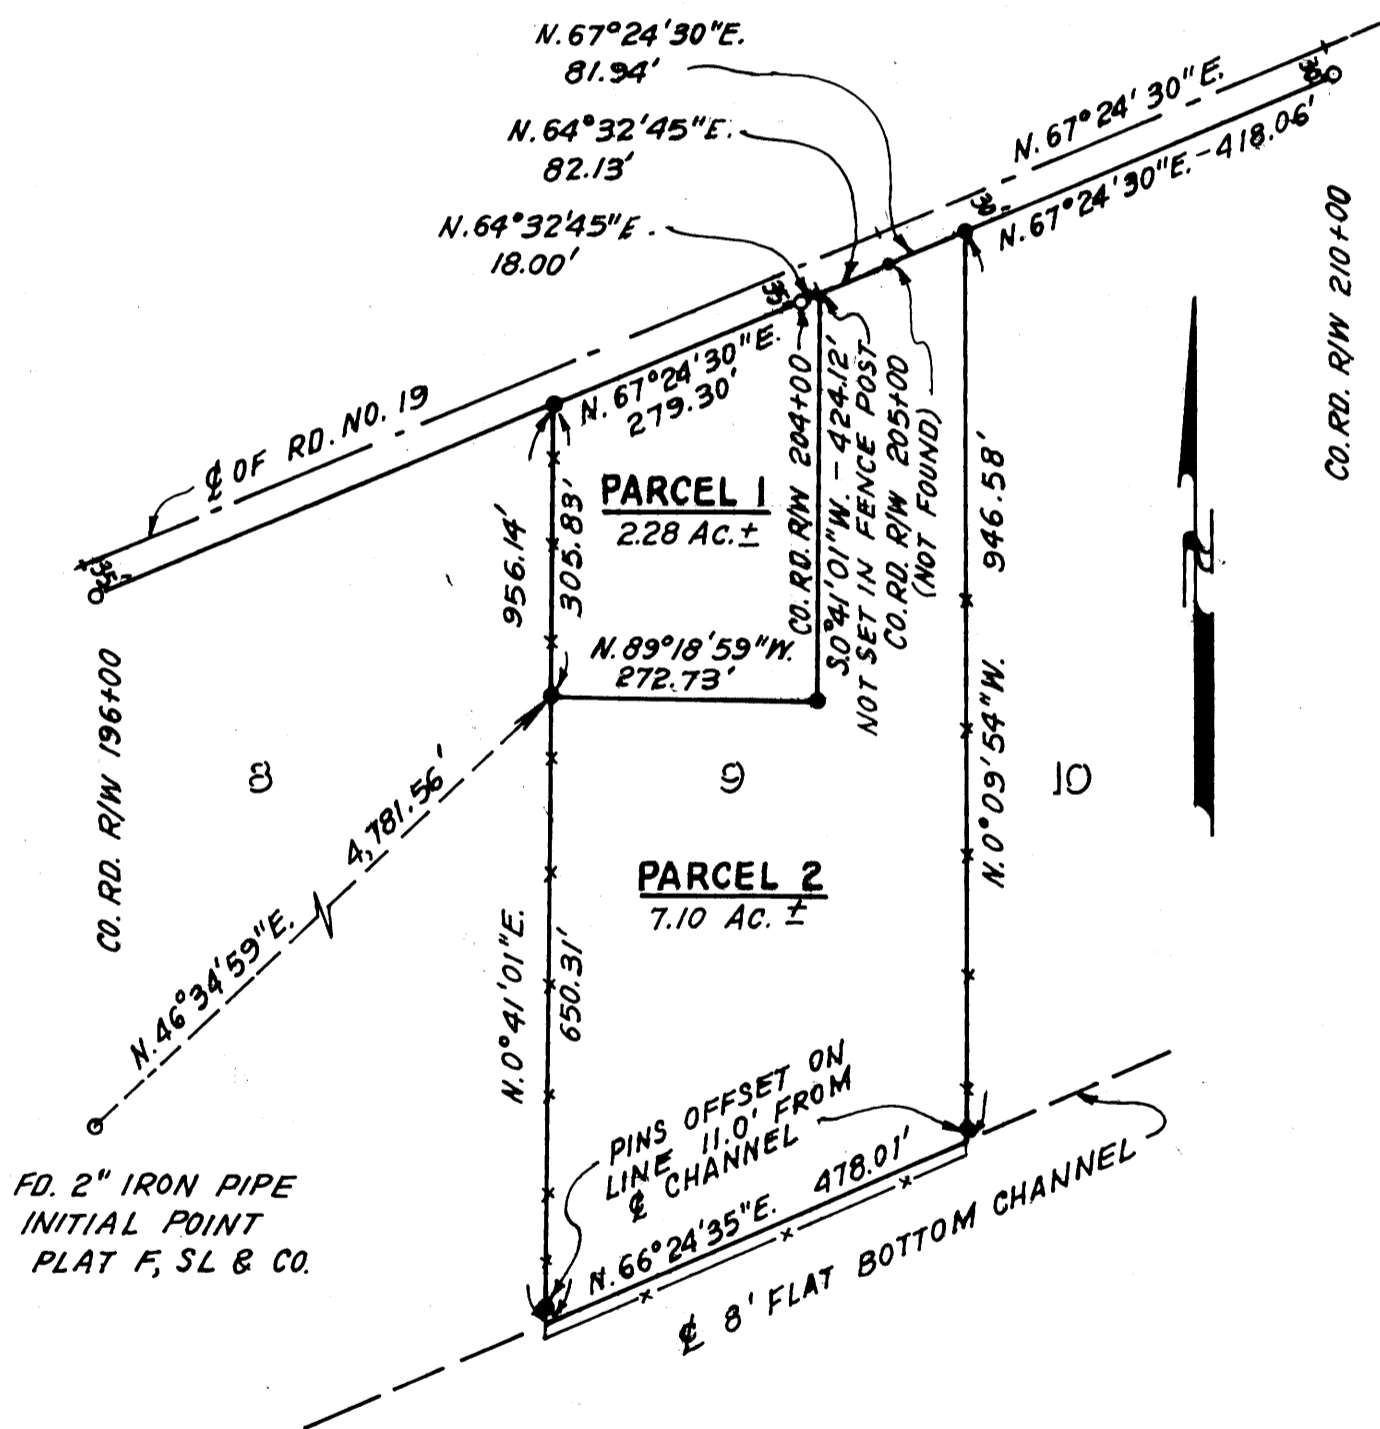 N.67°24'30"E.
81.94'
N.64°32'45"E.
82.13'
N.64°32'45"E.
18.00'
N.67°24'30"E.
30'
N.67°24'30"E.-418.06'
30'
35'
CO.RD. R/W 210+00
℄ OF RD. NO. 19
35'
N.67°24'30"E.
279.30'
PARCEL 1
2.28 AC.±
956.14'
305.83'
CO.RD. R/W 204+00
S.0°41'01"W.-424.12'
NOT SET IN FENCE POST
CO.RD. R/W 205+00
(NOT FOUND)
946.58'
N.0°09'54"W.
N.89°18'59"W.
272.73'
CO.RD. R/W 196+00
8
9
10
4,781.56'
N.46°34'59"E.
PARCEL 2
7.10 AC. ±
N.0°41'01"E.
650.31'
PINS OFFSET ON
LINE 11.0' FROM
℄ CHANNEL
478.01'
N.66°24'35"E.
℄ 8' FLAT BOTTOM CHANNEL
FD. 2" IRON PIPE
INITIAL POINT
PLAT F, SL & CO.